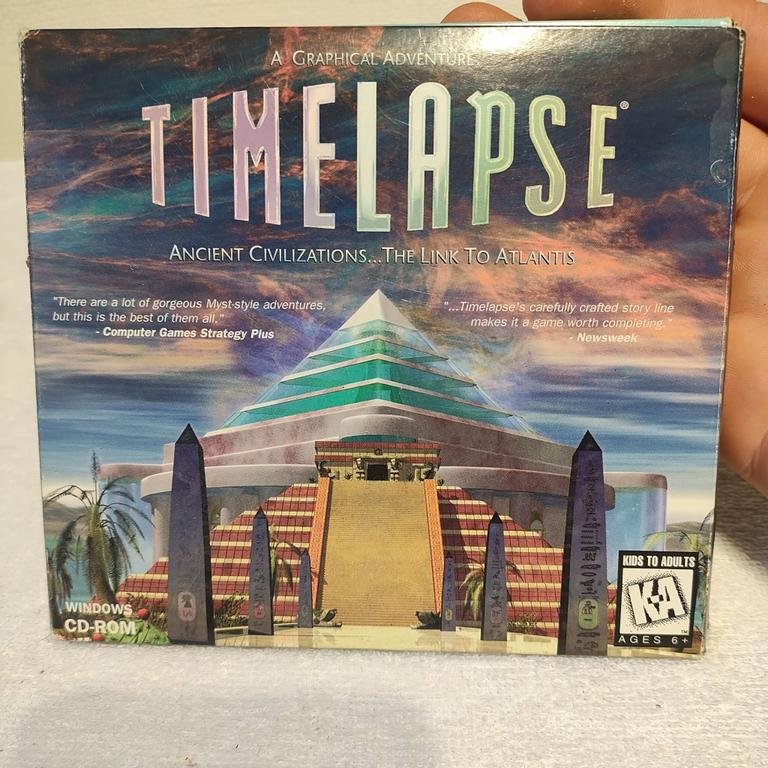 A GRAPHICAL ADVENTURE
TIMELAPSE®
ANCIENT CIVILIZATIONS...THE LINK TO ATLANTIS
"There are a lot of gorgeous Myst-style adventures,
but this is the best of them all."
- Computer Games Strategy Plus
"...Timelapse's carefully crafted story line
makes it a game worth completing."
- Newsweek
WINDOWS
CD-ROM
KIDS TO ADULTS
K-A
™
AGES 6+